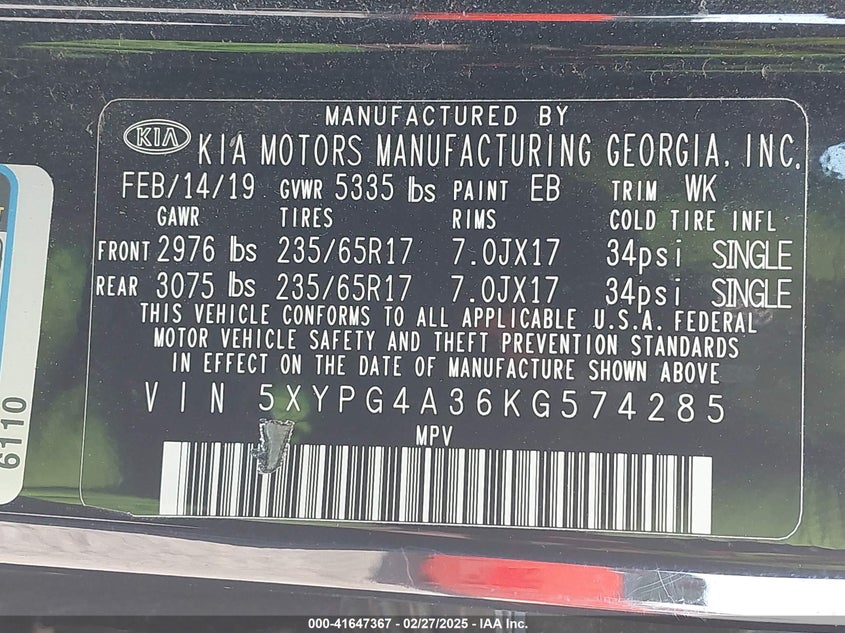 MANUFACTURED BY
KIA KIA MOTORS MANUFACTURING GEORGIA, INC.
FEB/14/19 GVWR 5335 lbs PAINT EB TRIM WK
GAWR TIRES RIMS COLD TIRE INFL
FRONT 2976 lbs 235/65R17 7.0JX17 34psi SINGLE
REAR 3075 lbs 235/65R17 7.0JX17 34psi SINGLE
THIS VEHICLE CONFORMS TO ALL APPLICABLE U.S.A. FEDERAL
MOTOR VEHICLE SAFETY AND THEFT PREVENTION STANDARDS
IN EFFECT ON THE DATE OF MANUFACTURE SHOWN ABOVE
VIN 5XYPG4A36KG574285
MPV
6110
000-41647367 - 02/27/2025 - IAA Inc.